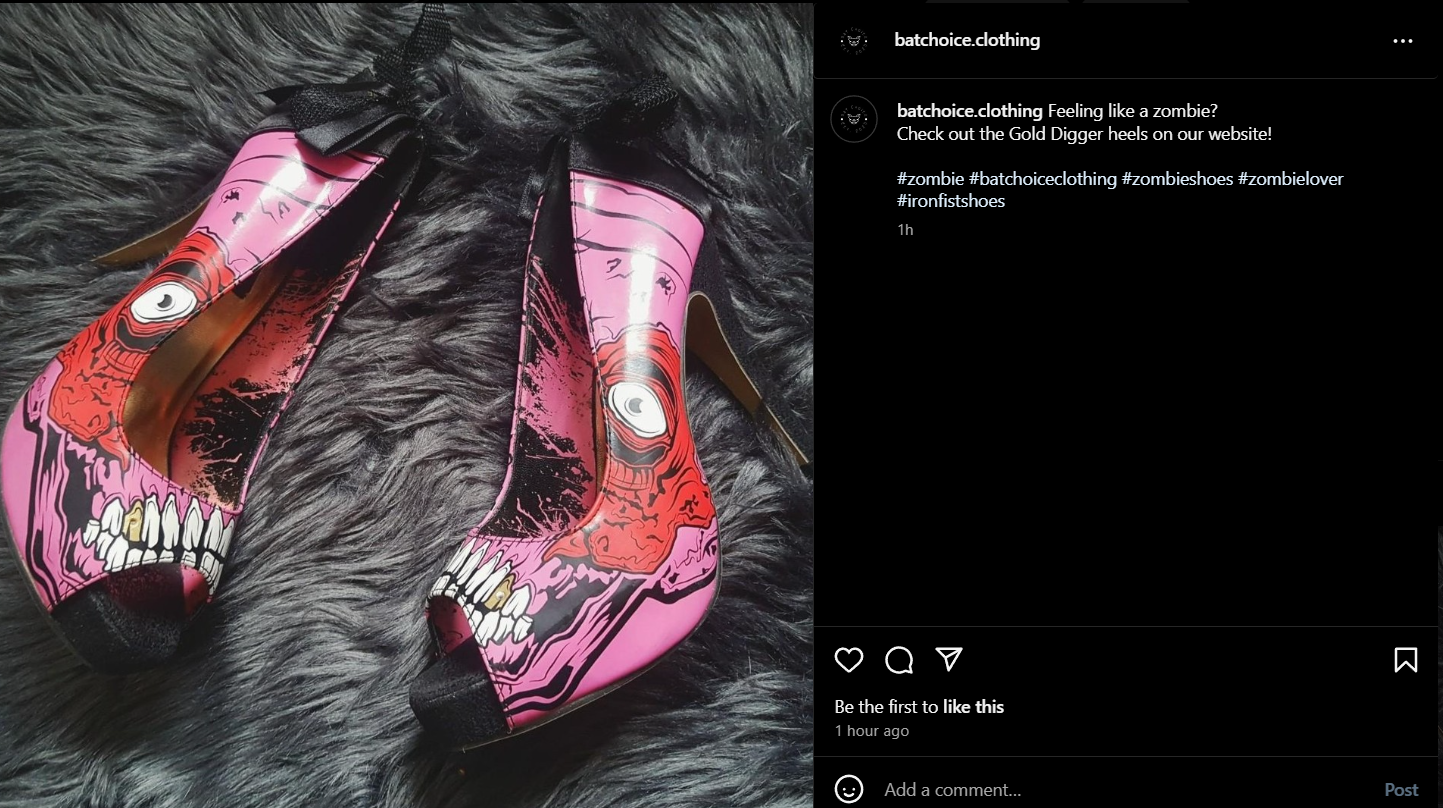 batchoice.clothing
batchoice.clothing Feeling like a zombie?
Check out the Gold Digger heels on our website!
#zombie #batchoiceclothing #zombieshoes #zombielover
#ironfistshoes
1h
Be the first to like this
1 hour ago
Add a comment...
Post